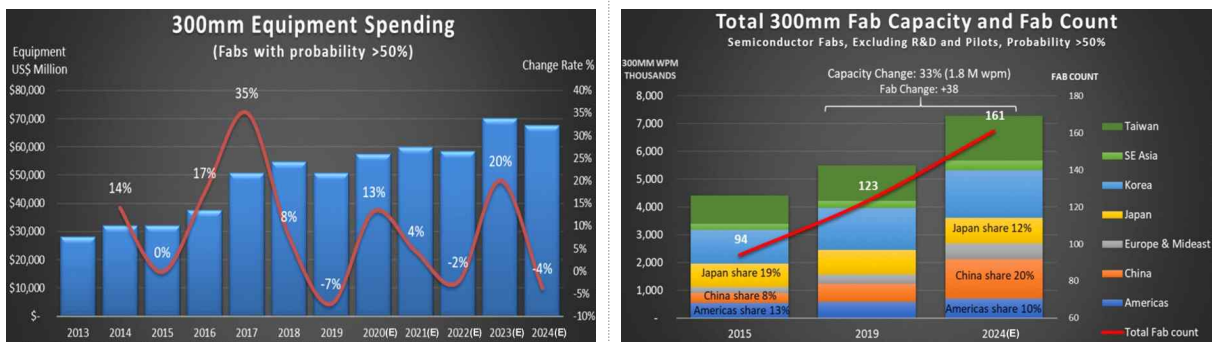 300mm Equipment Spending
(Fabs with probability >50%)
Equipment
US$ Million
Change Rate %
$80,000
$70,000
$60,000
$50,000
$40,000
$30,000
$20,000
$10,000
$-
40%
35%
30%
25%
20%
15%
10%
5%
0%
-5%
-10%
14%
0%
17%
35%
8%
-7%
13%
4%
-2%
20%
-4%
2013 2014 2015 2016 2017 2018 2019 2020(E) 2021(E) 2022(E) 2023(E) 2024(E)
Total 300mm Fab Capacity and Fab Count
Semiconductor Fabs, Excluding R&D and Pilots, Probability >50%
300MM WPM
THOUSANDS
Capacity Change: 33% (1.8 M wpm)
Fab Change: +38
FAB COUNT
8,000
7,000
6,000
5,000
4,000
3,000
2,000
1,000
-
180
160
140
120
100
80
60
94
123
161
Japan share 19%
China share 8%
Americas share 13%
Japan share 12%
China share 20%
Americas share 10%
2015 2019 2024(E)
Taiwan
SE Asia
Korea
Japan
Europe & Mideast
China
Americas
Total Fab count